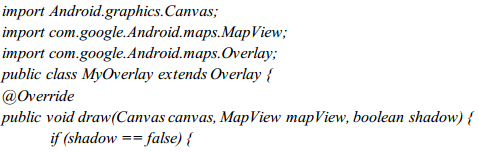 import Android.graphics.Canvas;
import com.google.Android.maps.MapView;
import com.google.Android.maps.Overlay;
public class MyOverlay extends Overlay {
@Override
public void draw(Canvas canvas, MapView mapView, boolean shadow) {
if (shadow == false) {